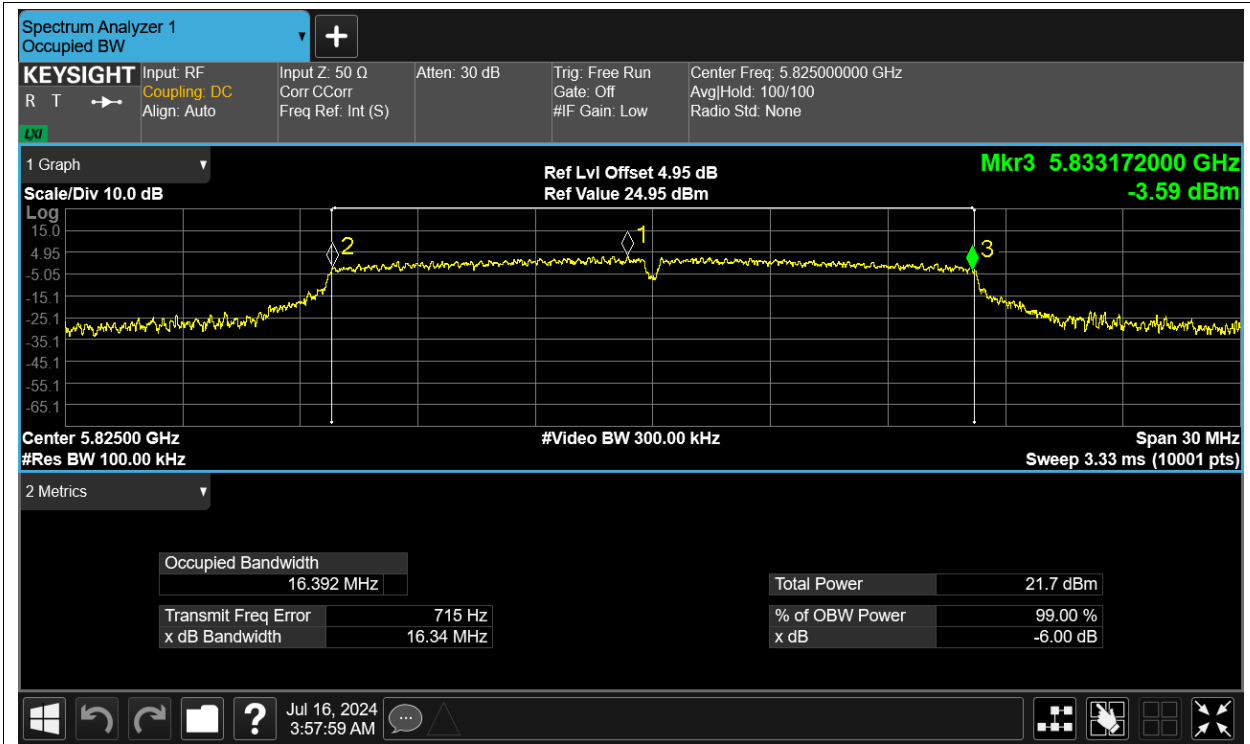 Spectrum Analyzer 1
Occupied BW
+
KEYSIGHT
R T
LXI
Input: RF
Coupling: DC
Align: Auto
Input Z: 50 Ω
Corr CCorr
Freq Ref: Int (S)
Atten: 30 dB
Trig: Free Run
Gate: Off
#IF Gain: Low
Center Freq: 5.825000000 GHz
Avg|Hold: 100/100
Radio Std: None
1 Graph
Scale/Div 10.0 dB
Ref Lvl Offset 4.95 dB
Ref Value 24.95 dBm
Mkr3 5.833172000 GHz
-3.59 dBm
Log
15.0
4.95
-5.05
-15.1
-25.1
-35.1
-45.1
-55.1
-65.1
2
1
3
Center 5.82500 GHz
#Res BW 100.00 kHz
#Video BW 300.00 kHz
Span 30 MHz
Sweep 3.33 ms (10001 pts)
2 Metrics
Occupied Bandwidth
16.392 MHz
Transmit Freq Error 715 Hz
x dB Bandwidth 16.34 MHz
Total Power 21.7 dBm
% of OBW Power 99.00 %
x dB -6.00 dB
?
Jul 16, 2024
3:57:59 AM